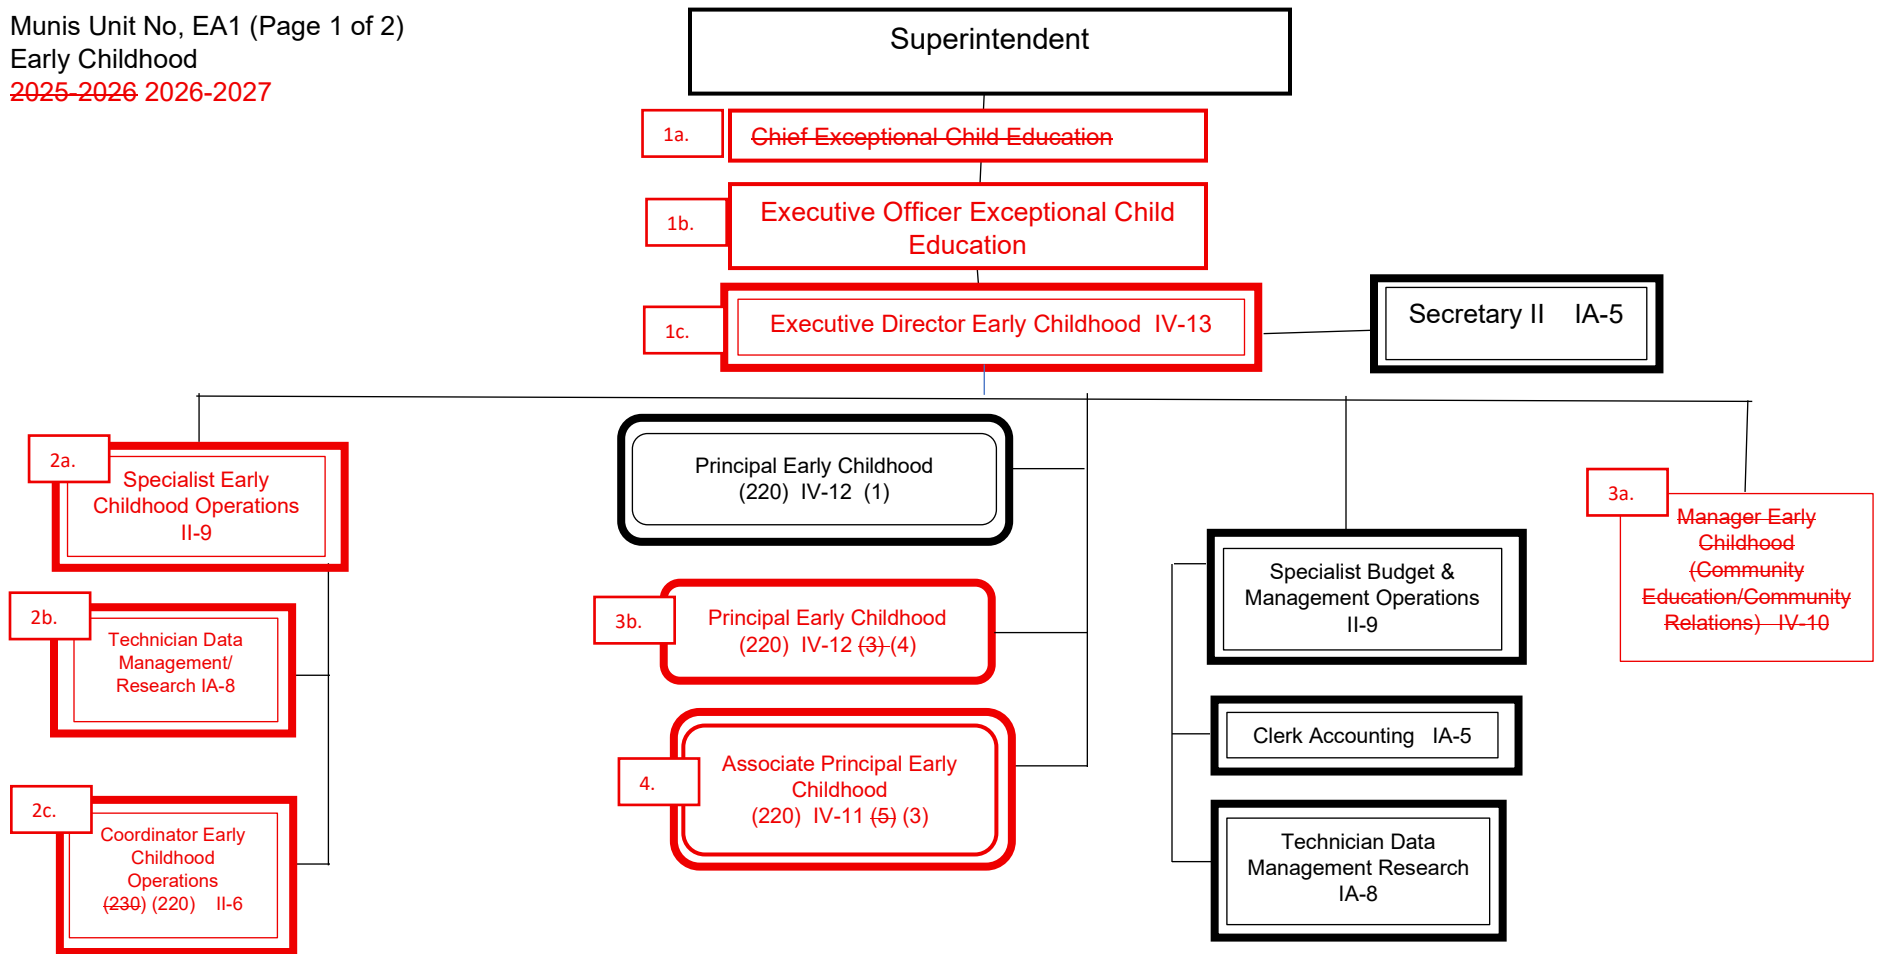 Munis Unit No, EA1 (Page 1 of 2)
Early Childhood
2025-2026 2026-2027
Superintendent
1a.
Chief Exceptional Child Education
1b.
Executive Officer Exceptional Child
Education
1c.
Executive Director Early Childhood IV-13
Secretary II IA-5
2a.
Specialist Early
Childhood Operations
II-9
2b.
Technician Data
Management/
Research IA-8
2c.
Coordinator Early
Childhood
Operations
(230) (220) II-6
Principal Early Childhood
(220) IV-12 (1)
3b.
Principal Early Childhood
(220) IV-12 (3) (4)
4.
Associate Principal Early
Childhood
(220) IV-11 (5) (3)
Specialist Budget &
Management Operations
II-9
Clerk Accounting IA-5
Technician Data
Management Research
IA-8
3a.
Manager Early
Childhood
(Community
Education/Community
Relations) IV-10